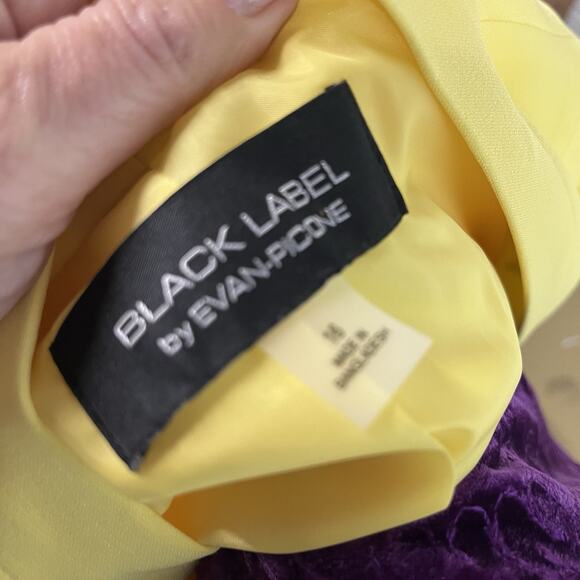 BLACK LABEL
by EVAN-PICONE
16
MADE IN
BANGLADESH